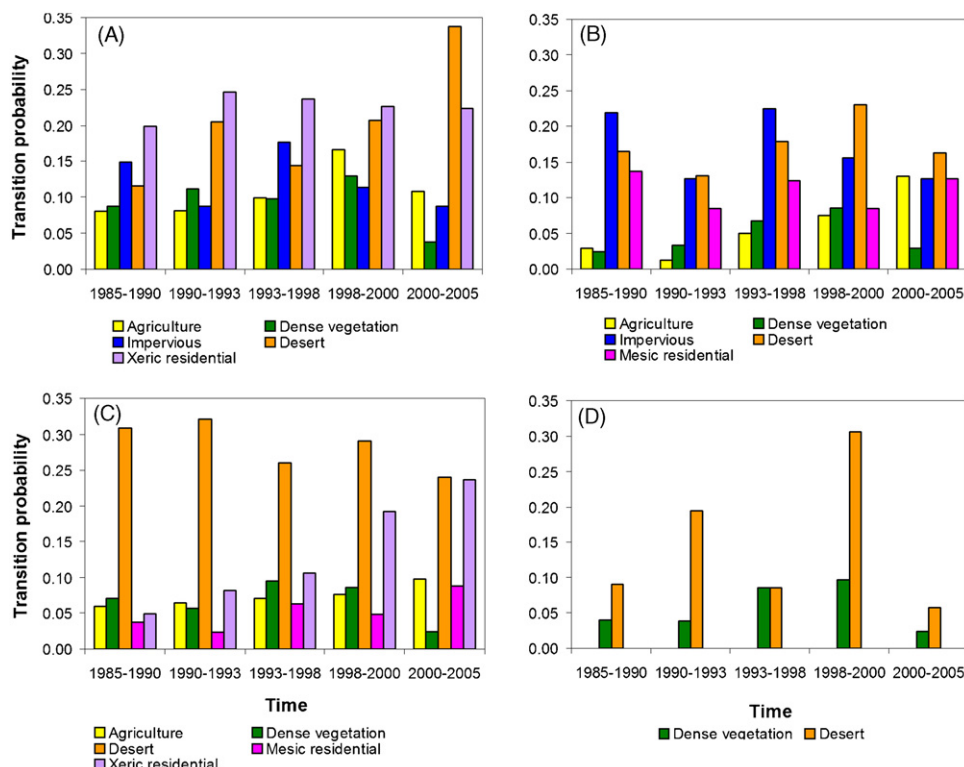 (A)
Transition probability
0.35
0.30
0.25
0.20
0.15
0.10
0.05
0.00
1985-1990 1990-1993 1993-1998 1998-2000 2000-2005
Agriculture Dense vegetation
Impervious Desert
Xeric residential
(B)
0.35
0.30
0.25
0.20
0.15
0.10
0.05
0.00
1985-1990 1990-1993 1993-1998 1998-2000 2000-2005
Agriculture Dense vegetation
Impervious Desert
Mesic residential
(C)
Transition probability
0.35
0.30
0.25
0.20
0.15
0.10
0.05
0.00
1985-1990 1990-1993 1993-1998 1998-2000 2000-2005
Time
Agriculture Dense vegetation
Desert Mesic residential
Xeric residential
(D)
0.35
0.30
0.25
0.20
0.15
0.10
0.05
0.00
1985-1990 1990-1993 1993-1998 1998-2000 2000-2005
Time
Dense vegetation Desert